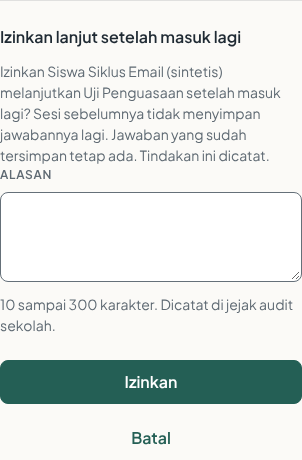 Izinkan lanjut setelah masuk lagi
Izinkan Siswa Siklus Email (sintetis)
melanjutkan Uji Penguasaan setelah masuk
lagi? Sesi sebelumnya tidak menyimpan
jawabannya lagi. Jawaban yang sudah
tersimpan tetap ada. Tindakan ini dicatat.
ALASAN
10 sampai 300 karakter. Dicatat di jejak audit
sekolah.
Izinkan
Batal